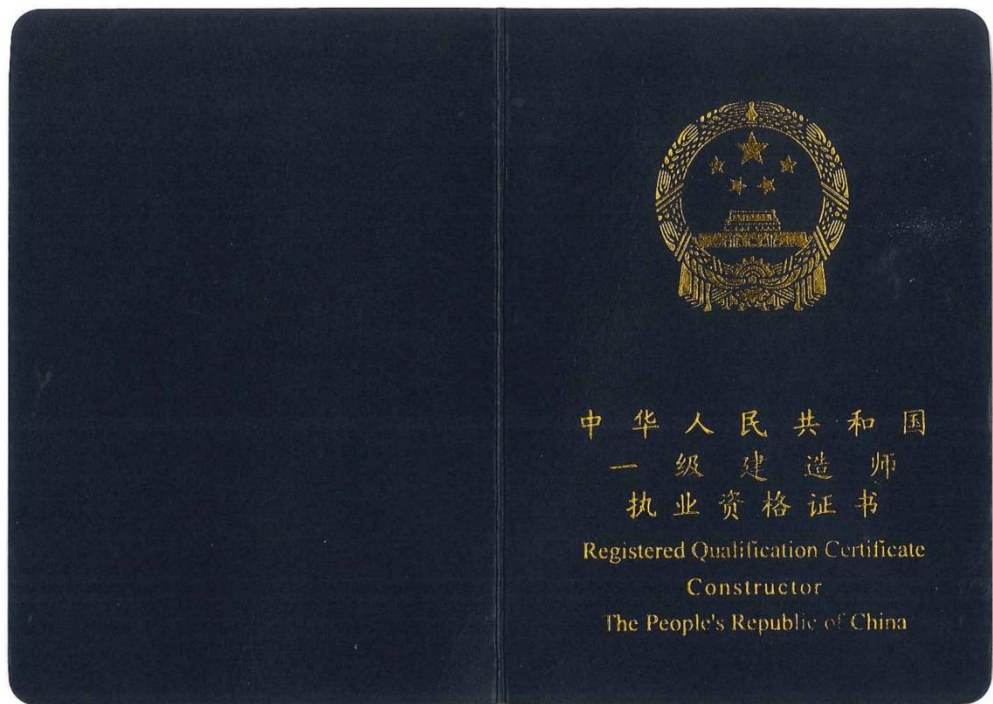 中华人民共和国
一级建造师
执业资格证书
Registered Qualification Certificate
Constructor
The People's Republic of China